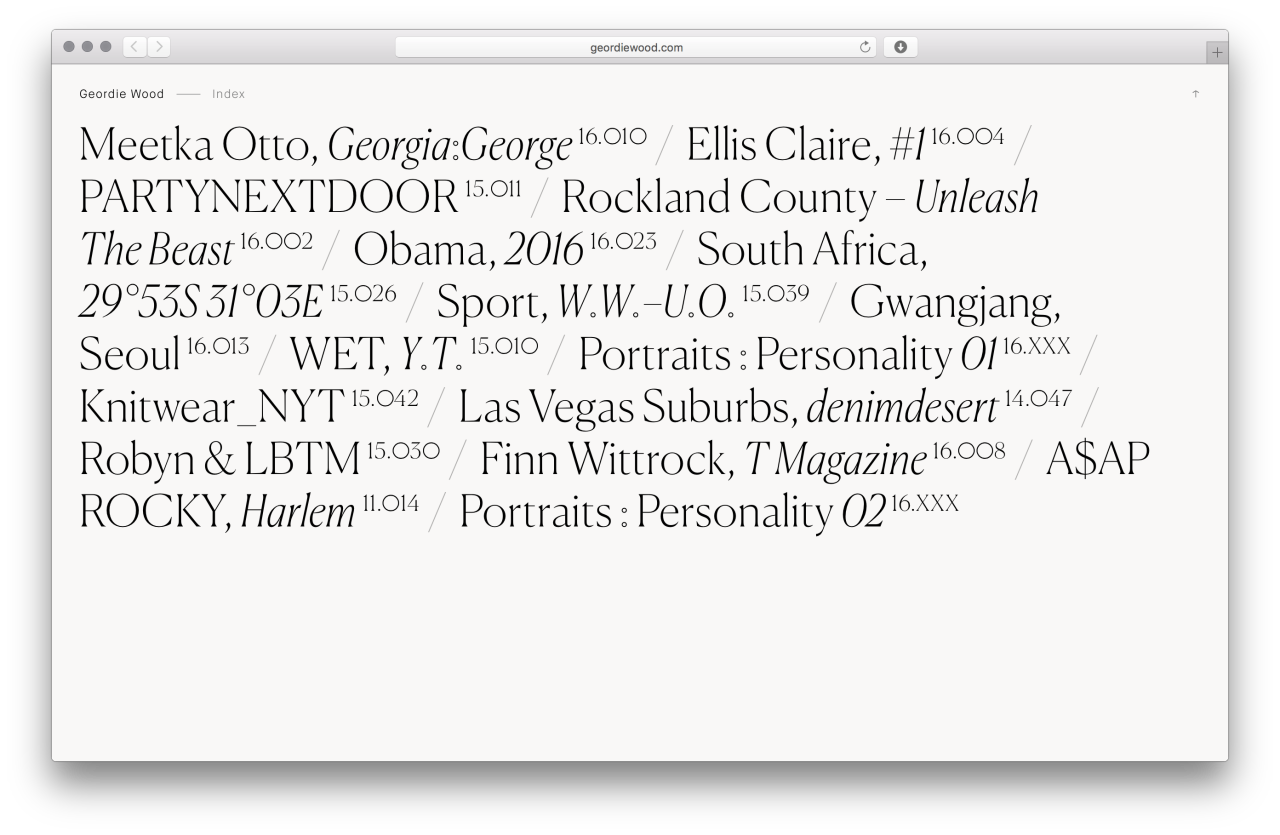 geordiewood.com
Geordie Wood — Index ↑
Meetka Otto, Georgia:George 16.010 / Ellis Claire, #1 16.004 /
PARTYNEXTDOOR 15.011 / Rockland County – Unleash
The Beast 16.002 / Obama, 2016 16.023 / South Africa,
29°53S 31°03E 15.026 / Sport, W.W.–U.O. 15.039 / Gwangjang,
Seoul 16.013 / WET, Y.T. 15.010 / Portraits : Personality 01 16.XXX /
Knitwear_NYT 15.042 / Las Vegas Suburbs, denimdesert 14.047 /
Robyn & LBTM 15.030 / Finn Wittrock, T Magazine 16.008 / A$AP
ROCKY, Harlem 11.014 / Portraits : Personality 02 16.XXX